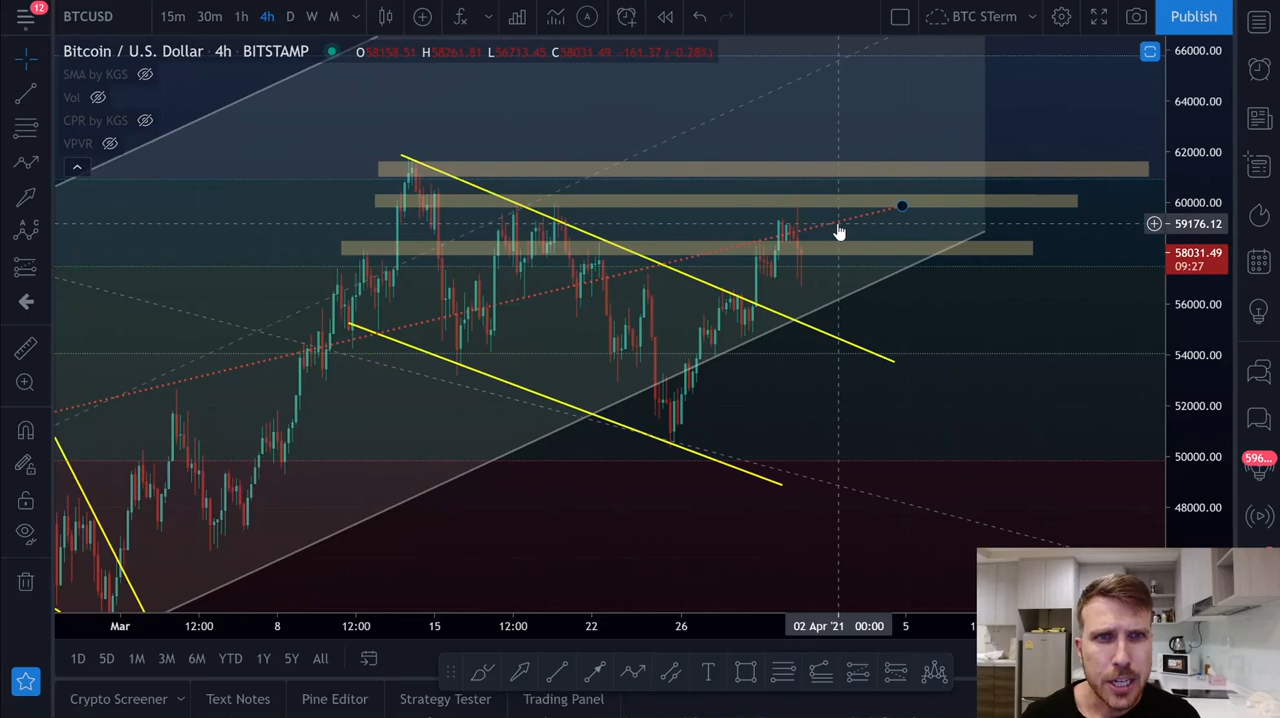 12
BTCUSD
15m 30m 1h 4h D W M
A
BTC STerm
Publish
Bitcoin / U.S. Dollar · 4h · BITSTAMP
O58158.51 H58261.81 L56713.45 C58031.49 -161.37 (-0.28%)
SMA by KGS
Vol
CPR by KGS
VPVR
66000.00
64000.00
62000.00
60000.00
59176.12
58031.49
09:27
56000.00
54000.00
52000.00
50000.00
48000.00
596...
Mar 12:00 8 12:00 15 12:00 22 26 02 Apr '21 00:00 5
1D 5D 1M 3M 6M YTD 1Y 5Y All
T
Crypto Screener Text Notes Pine Editor Strategy Tester Trading Panel